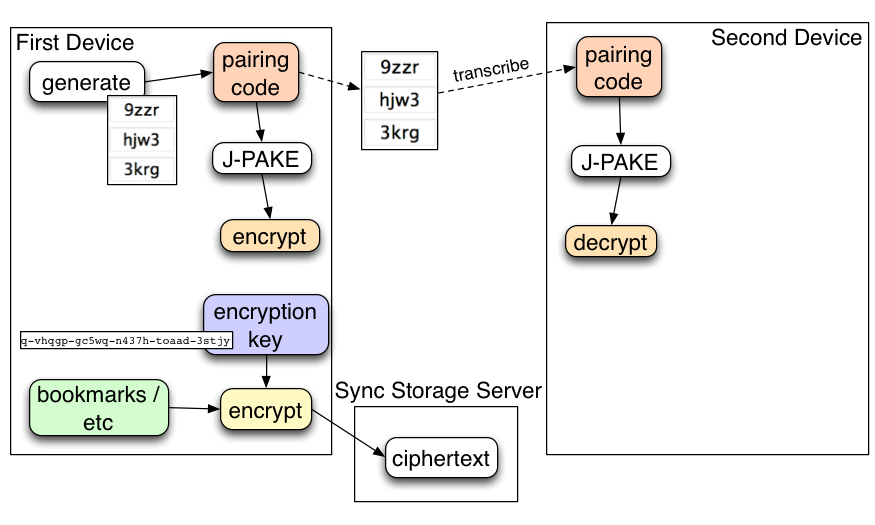 First Device
generate
9zzr
hjw3
3krg
pairing
code
J-PAKE
encrypt
encryption
key
q-vhqgp-gc5wq-n437h-toaad-3stjy
bookmarks /
etc
encrypt
9zzr
hjw3
3krg
transcribe
Sync Storage Server
ciphertext
Second Device
pairing
code
J-PAKE
decrypt